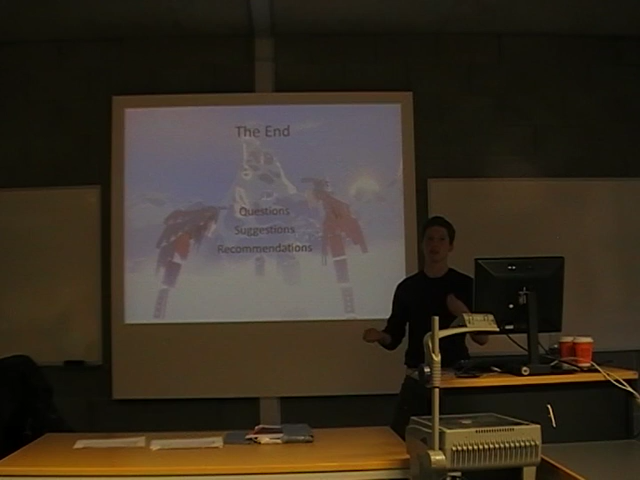 The End
Questions
Suggestions
Recommendations